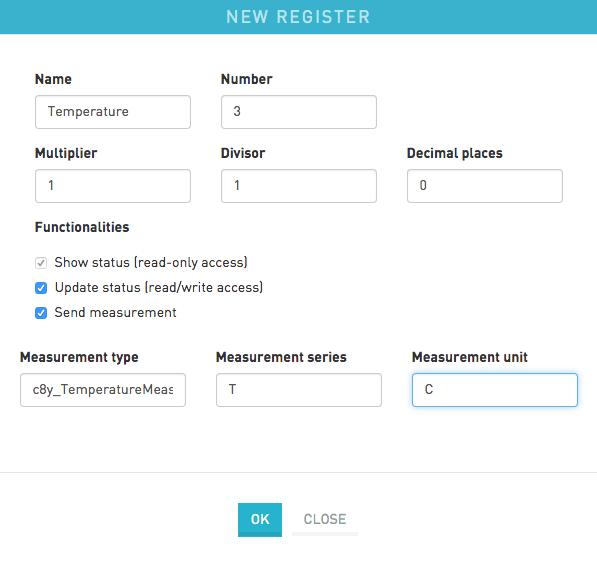 NEW REGISTER
Name Number
Temperature 3
Multiplier Divisor Decimal places
1 1 0
Functionalities
Show status (read-only access)
Update status (read/write access)
Send measurement
Measurement type Measurement series Measurement unit
c8y_TemperatureMeas T C
OK CLOSE